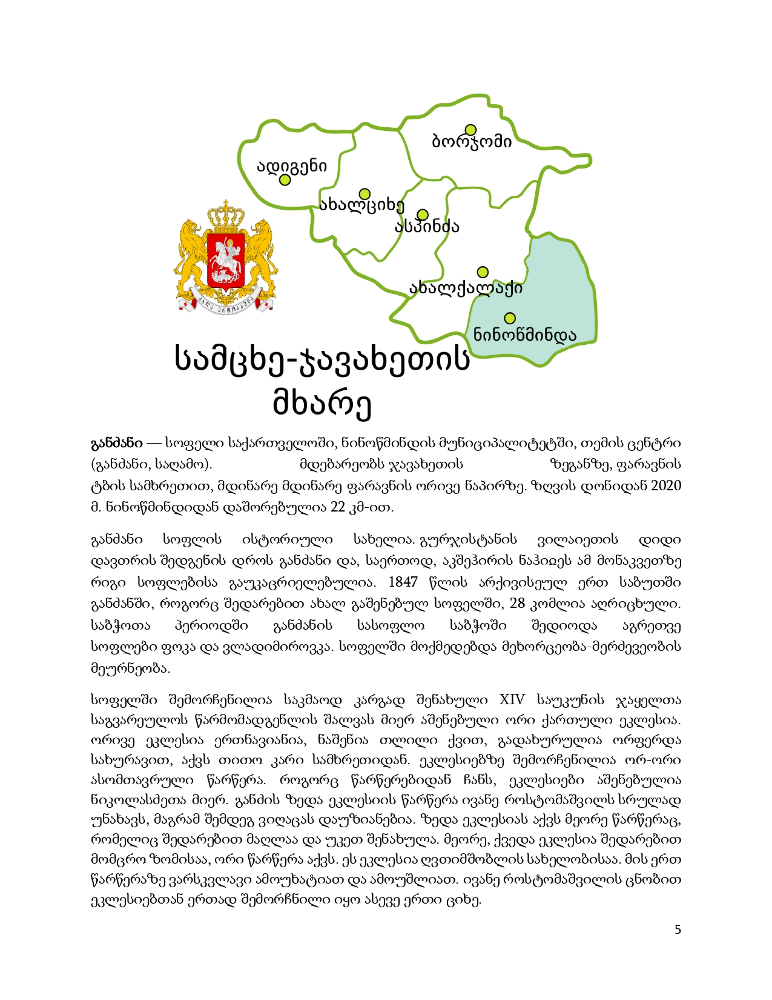 ბორჯომი
ადიგენი
ახალციხე
ასპინძა
ახალქალაქი
ნინოწმინდა
ძალა ერთობაშია
სამცხე-ჯავახეთის
მხარე
განძანი — სოფელი საქართველოში, ნინოწმინდის მუნიციპალიტეტში, თემის ცენტრი
(განძანი, საღამო). მდებარეობს ჯავახეთის ზეგანზე, ფარავნის
ტბის სამხრეთით, მდინარე მდინარე ფარავნის ორივე ნაპირზე. ზღვის დონიდან 2020
მ. ნინოწმინდიდან დაშორებულია 22 კმ-ით.
განძანი სოფლის ისტორიული სახელია. გურჯისტანის ვილაიეთის დიდი
დავთრის შედგენის დროს განძანი და, საერთოდ, აკშეჰირის ნაჰიჲეს ამ მონაკვეთზე
რიგი სოფლებისა გაუკაცრიელებულია. 1847 წლის არქივისეულ ერთ საბუთში
განძანში, როგორც შედარებით ახალ გაშენებულ სოფელში, 28 კომლია აღრიცხული.
საბჭოთა პერიოდში განძანის სასოფლო საბჭოში შედიოდა აგრეთვე
სოფლები ფოკა და ვლადიმიროვკა. სოფელში მოქმედებდა მეხორცეობა-მერძევეობის
მეურნეობა.
სოფელში შემორჩენილია საკმაოდ კარგად შენახული XIV საუკუნის ჯაყელთა
საგვარეულოს წარმომადგენლის შალვას მიერ აშენებული ორი ქართული ეკლესია.
ორივე ეკლესია ერთნავიანია, ნაშენია თლილი ქვით, გადახურულია ორფერდა
სახურავით, აქვს თითო კარი სამხრეთიდან. ეკლესიებზე შემორჩენილია ორ-ორი
ასომთავრული წარწერა. როგორც წარწერებიდან ჩანს, ეკლესიები აშენებულია
ნიკოლასძეთა მიერ. განძის ზედა ეკლესიის წარწერა ივანე როსტომაშვილს სრულად
უნახავს, მაგრამ შემდეგ ვიღაცას დაუზიანებია. ზედა ეკლესიას აქვს მეორე წარწერაც,
რომელიც შედარებით მაღლაა და უკეთ შენახულა. მეორე, ქვედა ეკლესია შედარებით
მომცრო ზომისაა, ორი წარწერა აქვს. ეს ეკლესია ღვთიმშობლის სახელობისაა. მის ერთ
წარწერაზე ვარსკვლავი ამოუხატიათ და ამოუშლიათ. ივანე როსტომაშვილის ცნობით
ეკლესიებთან ერთად შემორჩნილი იყო ასევე ერთი ციხე.
5